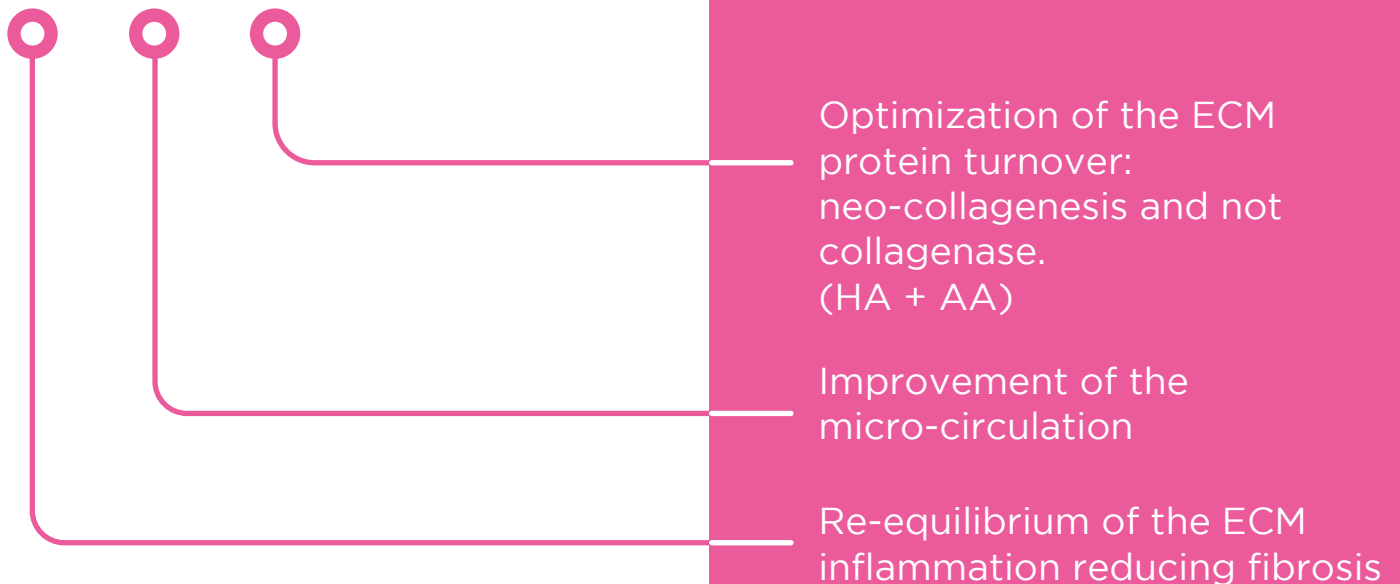 Optimization of the ECM
protein turnover:
neo-collagenesis and not
collagenase.
(HA + AA)
Improvement of the
micro-circulation
Re-equilibrium of the ECM
inflammation reducing fibrosis